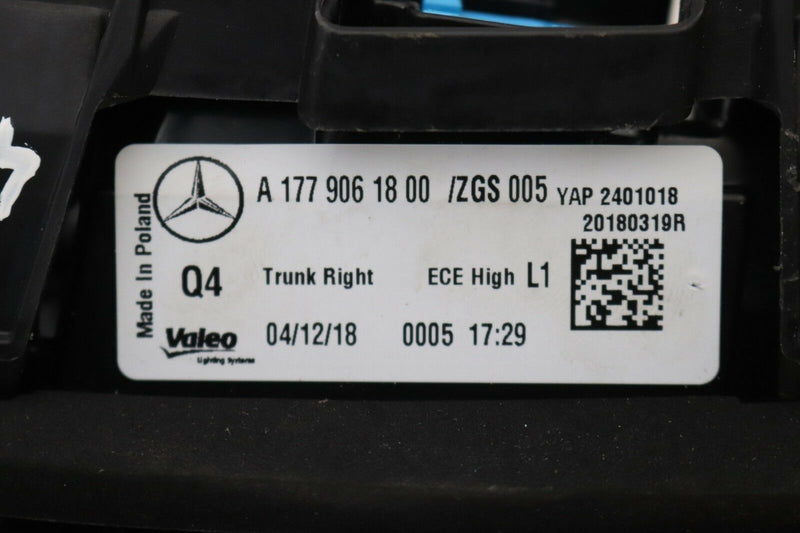 Made In Poland
A 177 906 18 00 /ZGS 005 YAP 2401018
20180319R
Q4 Trunk Right ECE High L1
Valeo 04/12/18 0005 17:29
Lighting Systems